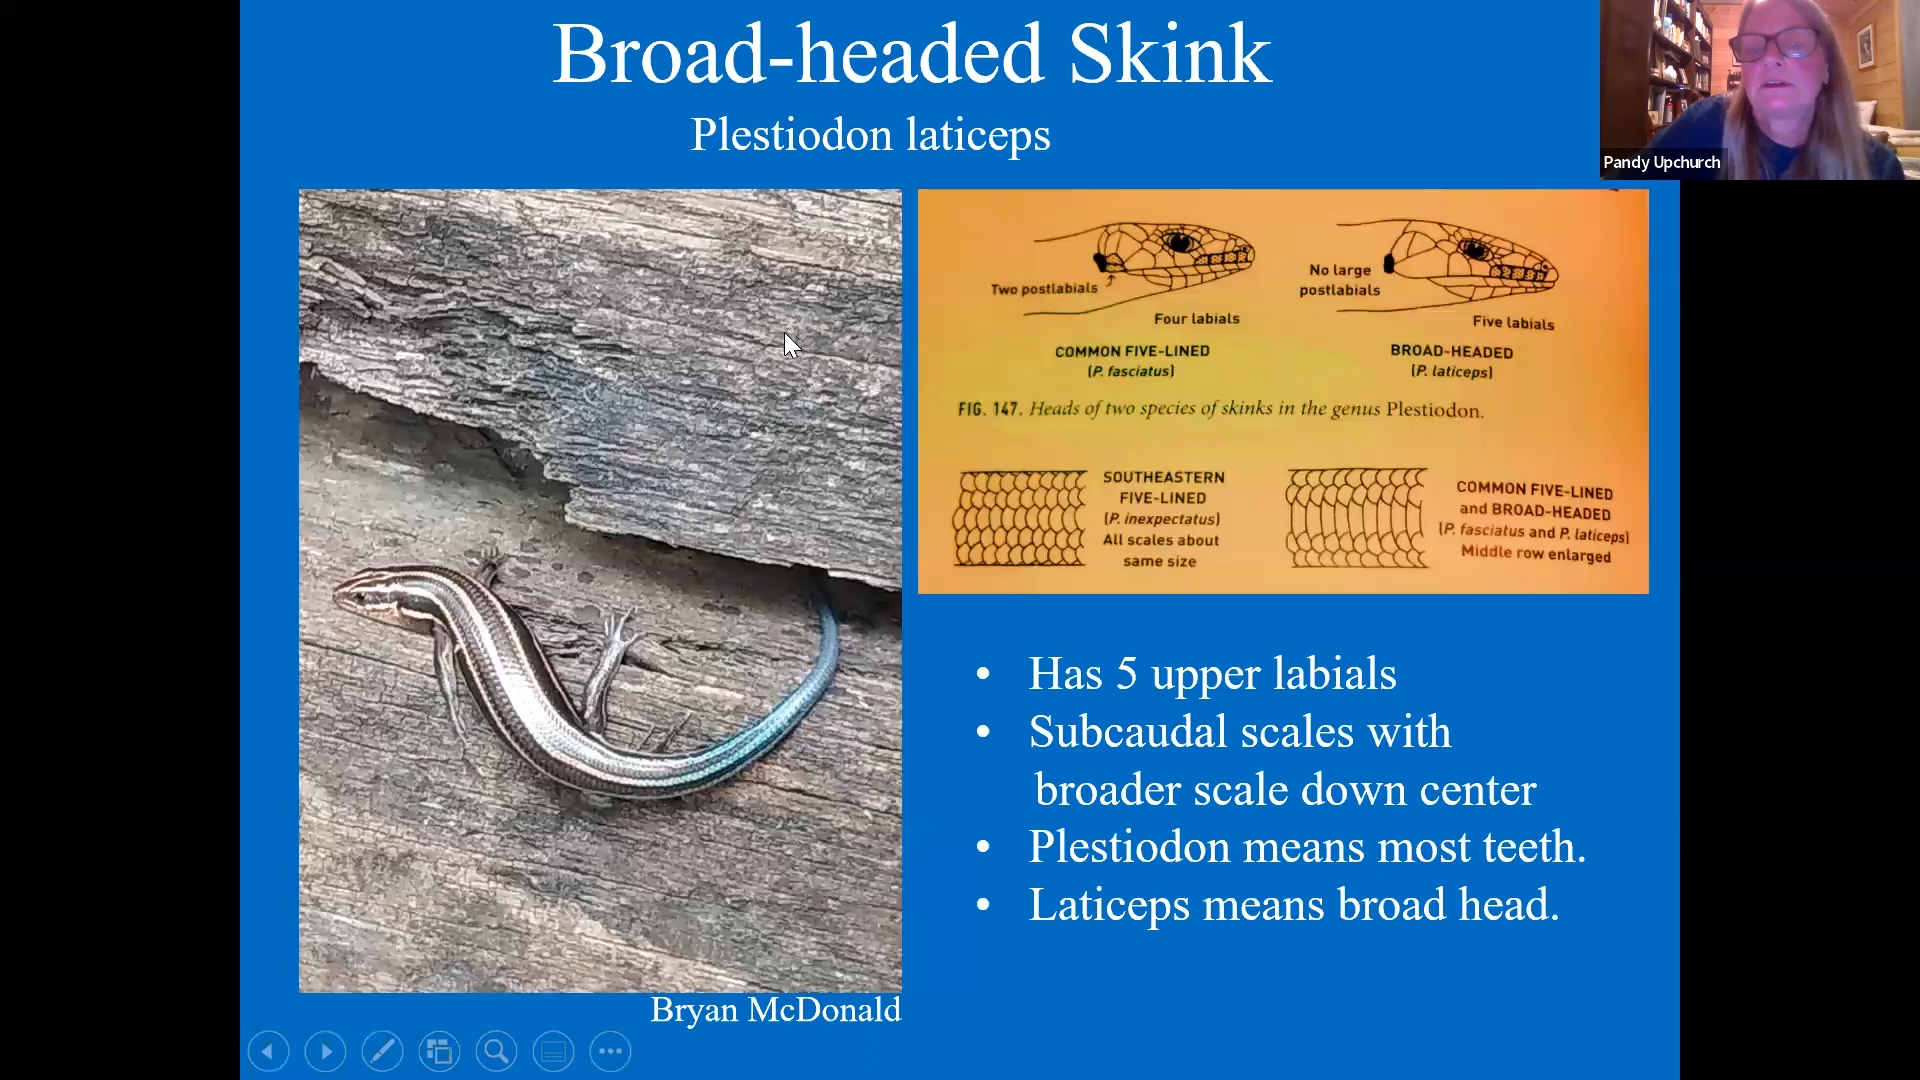 Broad-headed Skink
Plestiodon laticeps
Pandy Upchurch
Two postlabials
Four labials
COMMON FIVE-LINED
(P. fasciatus)
No large
postlabials
Five labials
BROAD-HEADED
(P. laticeps)
FIG. 147. Heads of two species of skinks in the genus Plestiodon.
SOUTHEASTERN
FIVE-LINED
(P. inexpectatus)
All scales about
same size
COMMON FIVE-LINED
and BROAD-HEADED
(P. fasciatus and P. laticeps)
Middle row enlarged
• Has 5 upper labials
• Subcaudal scales with
broader scale down center
• Plestiodon means most teeth.
• Laticeps means broad head.
Bryan McDonald